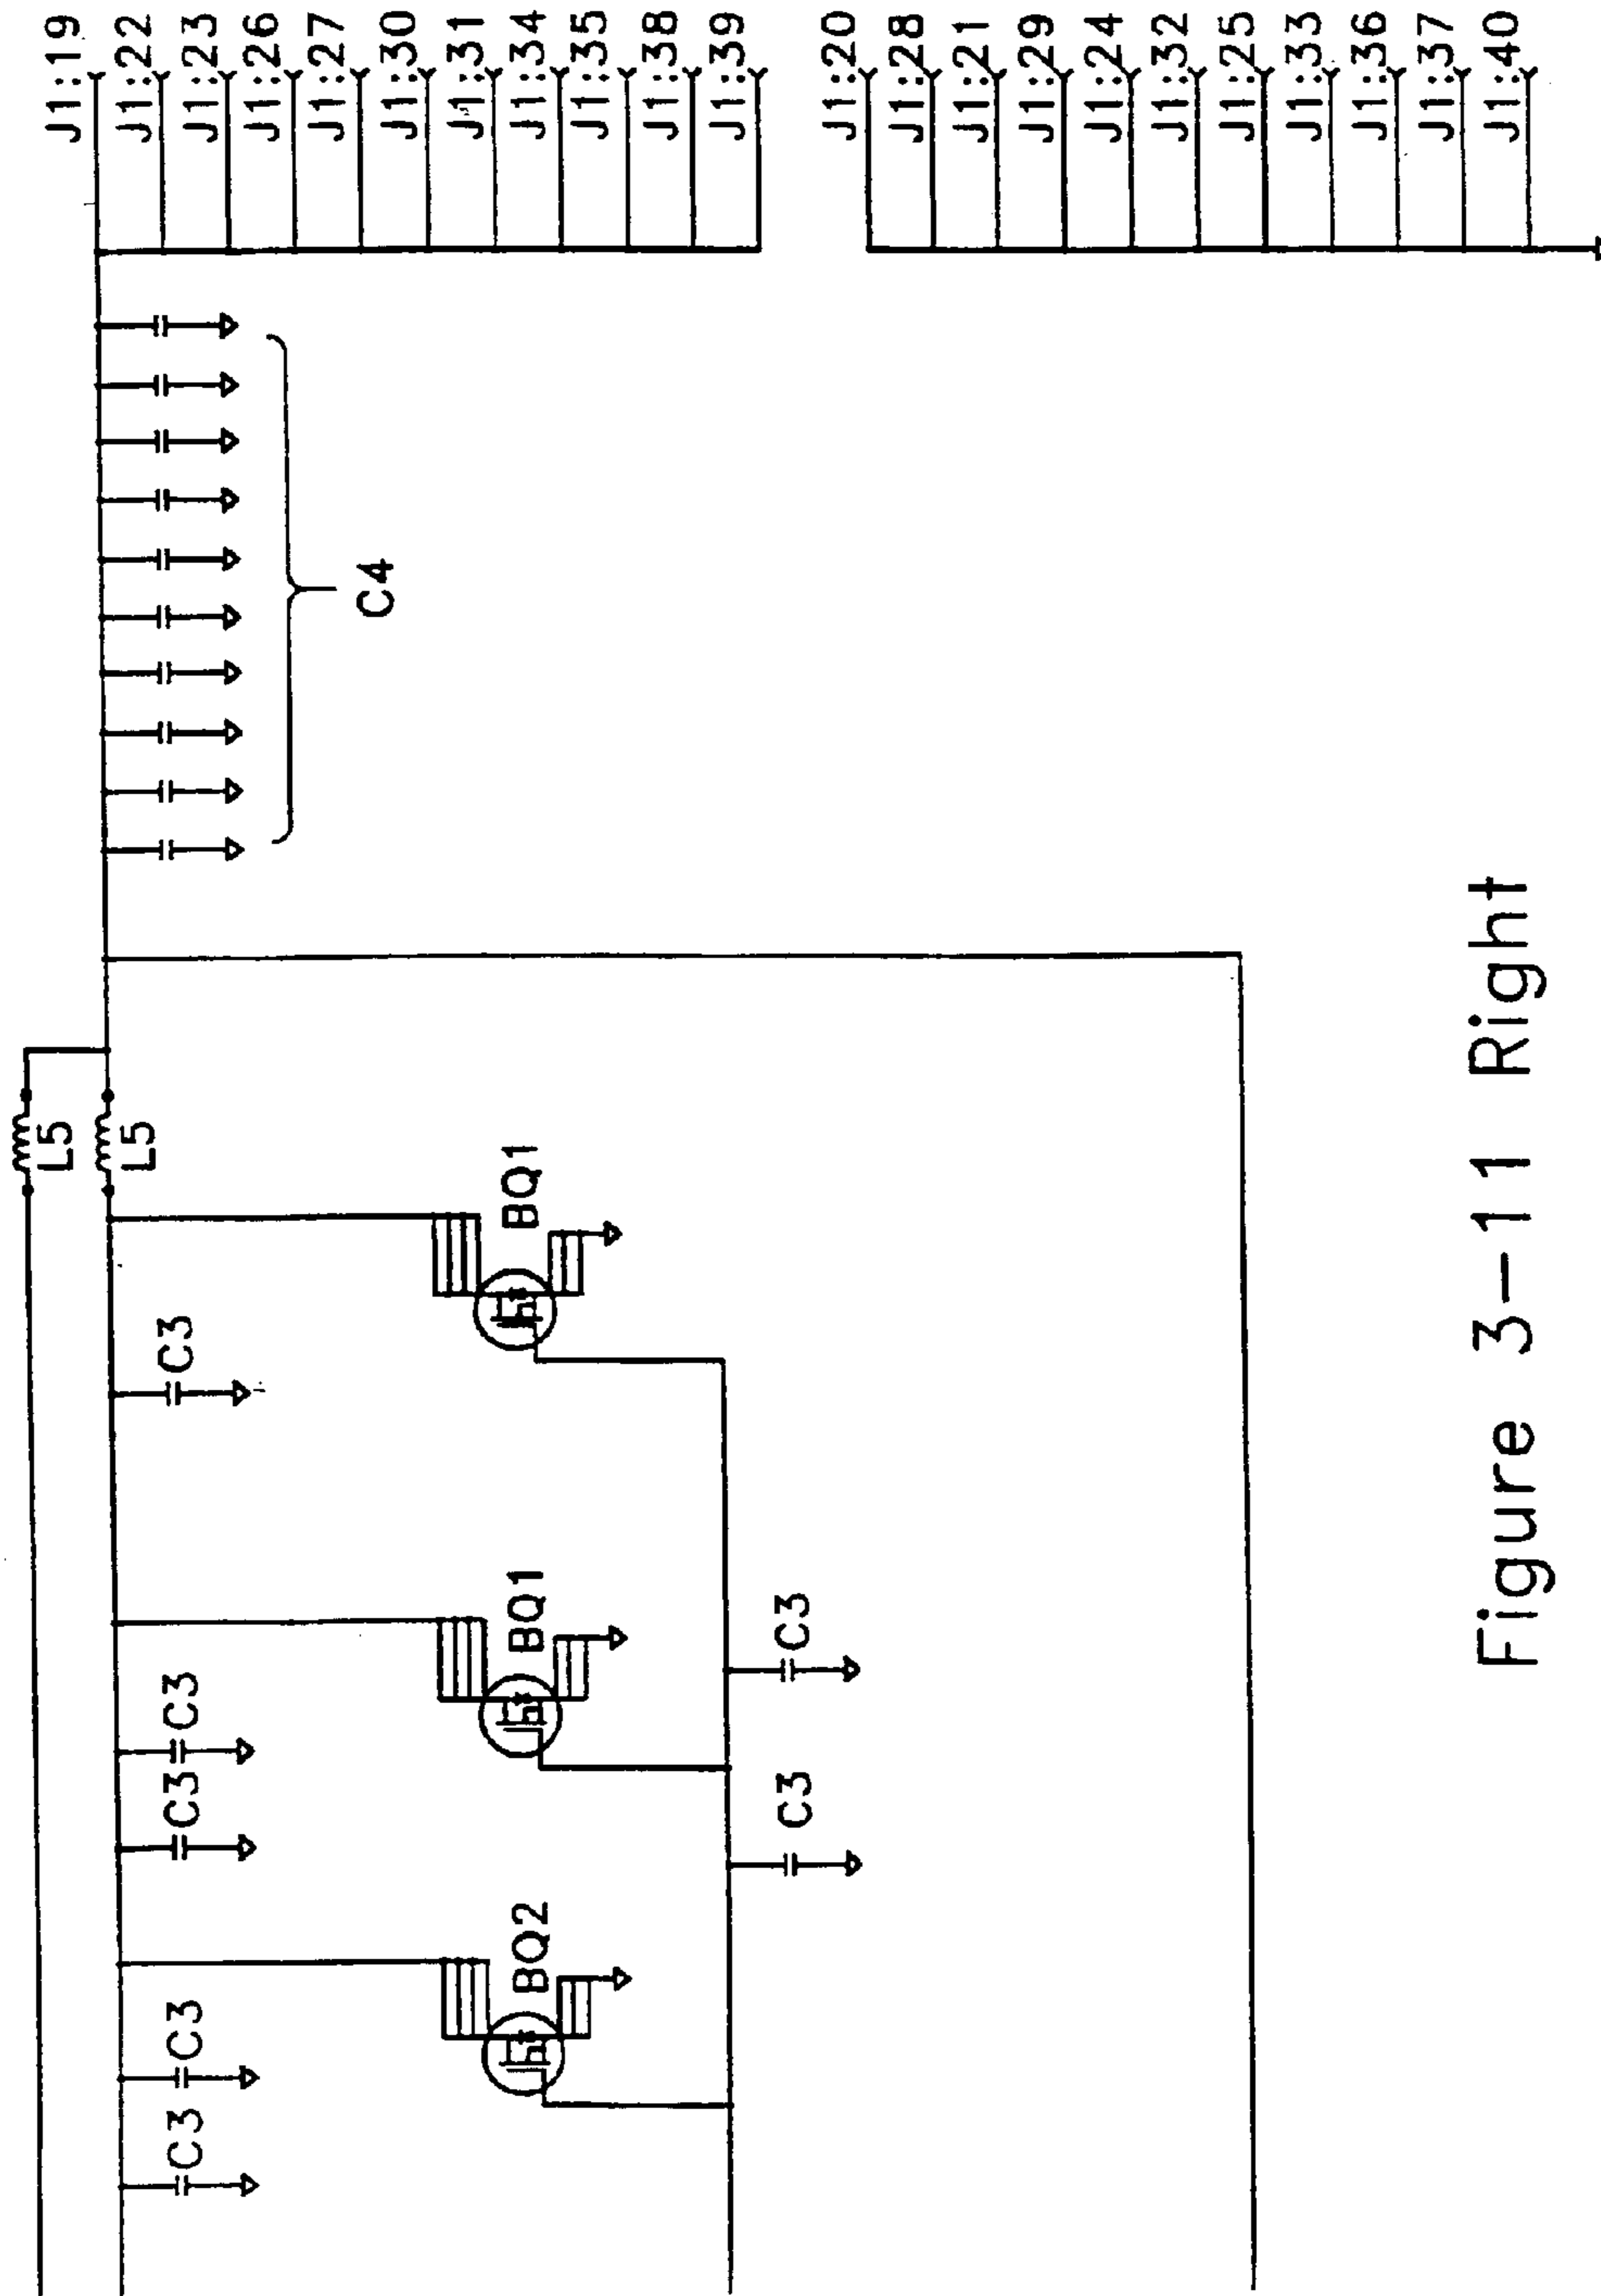 J1:19
J1:22
J1:23
J1:26
J1:27
J1:30
J1:31
J1:34
J1:35
J1:38
J1:39
J1:20
J1:28
J1:21
J1:29
J1:24
J1:32
J1:25
J1:33
J1:36
J1:37
J1:40
C4
L5
L5
BQ1
C3
BQ1
C3
C3
C3
C3
BQ2
C3
C3
Figure 3-11 Right